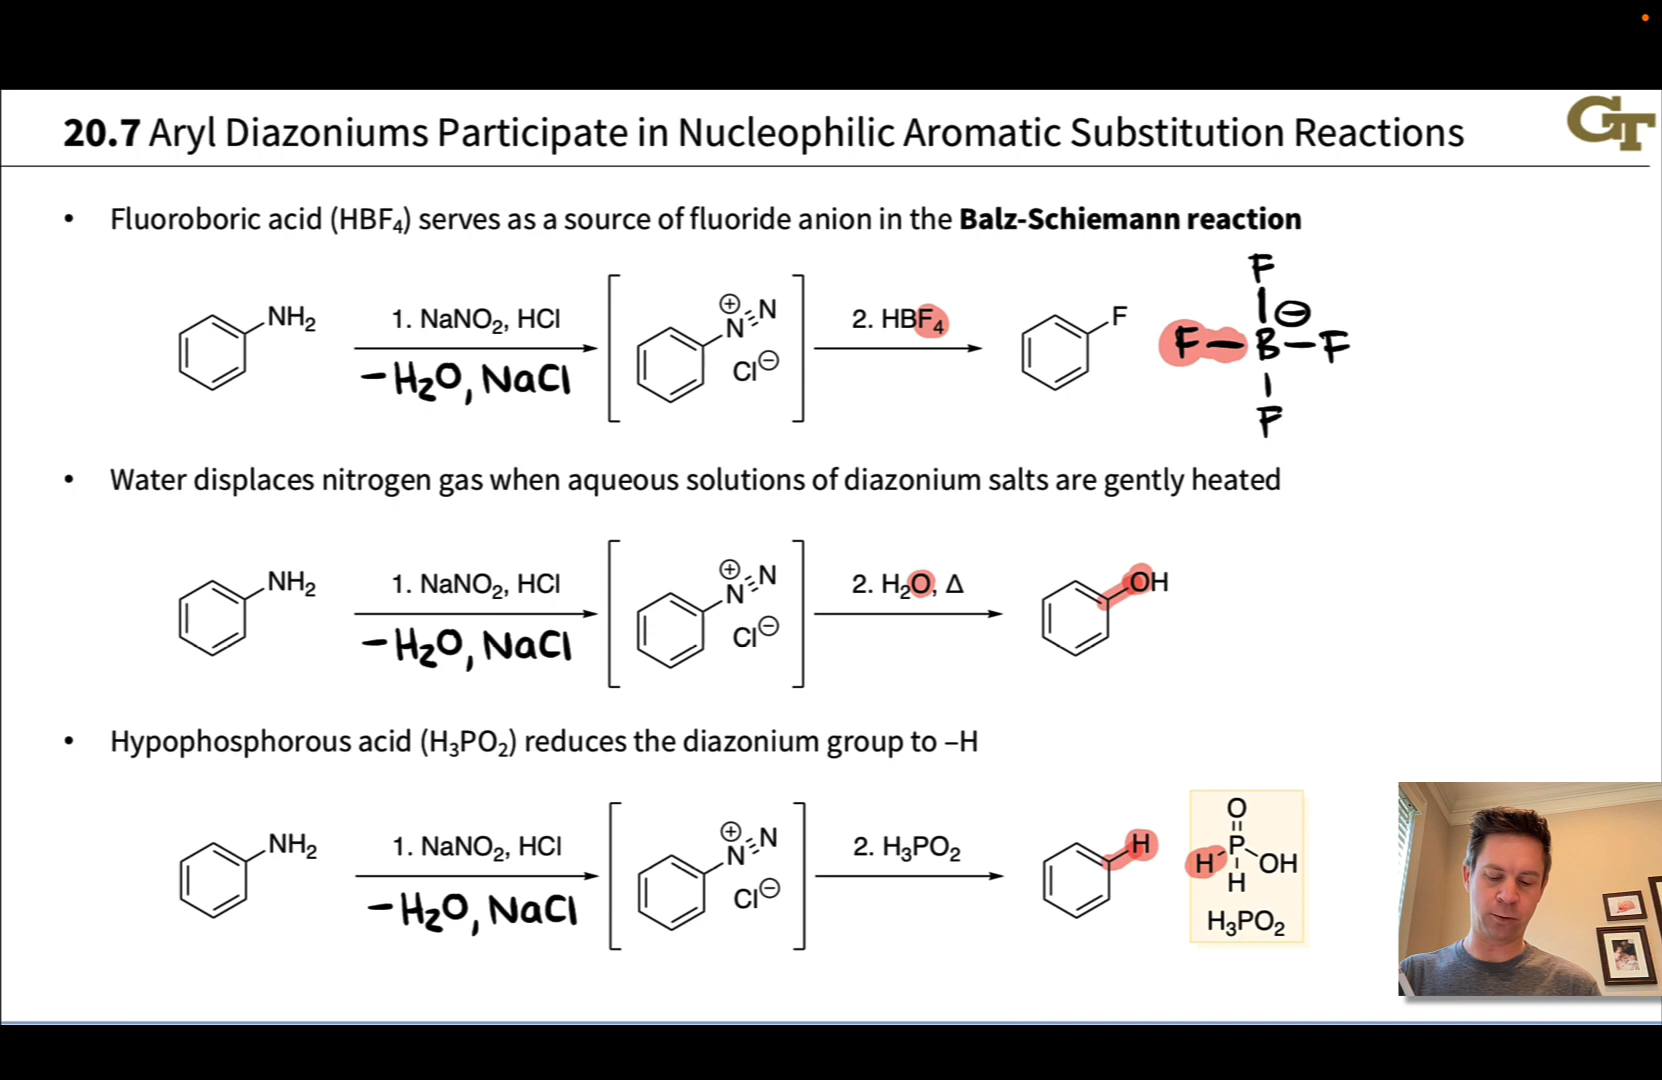 20.7 Aryl Diazoniums Participate in Nucleophilic Aromatic Substitution Reactions
GT
• Fluoroboric acid (HBF₄) serves as a source of fluoride anion in the Balz-Schiemann reaction
NH₂
1. NaNO₂, HCl
−H₂O, NaCl
⊕
N≡N
Cl⊖
2. HBF₄
F
F
⊖
F−B−F
F
• Water displaces nitrogen gas when aqueous solutions of diazonium salts are gently heated
NH₂
1. NaNO₂, HCl
−H₂O, NaCl
⊕
N≡N
Cl⊖
2. H₂O, Δ
OH
• Hypophosphorous acid (H₃PO₂) reduces the diazonium group to –H
NH₂
1. NaNO₂, HCl
−H₂O, NaCl
⊕
N≡N
Cl⊖
2. H₃PO₂
H
O
P
H
OH
H
H₃PO₂